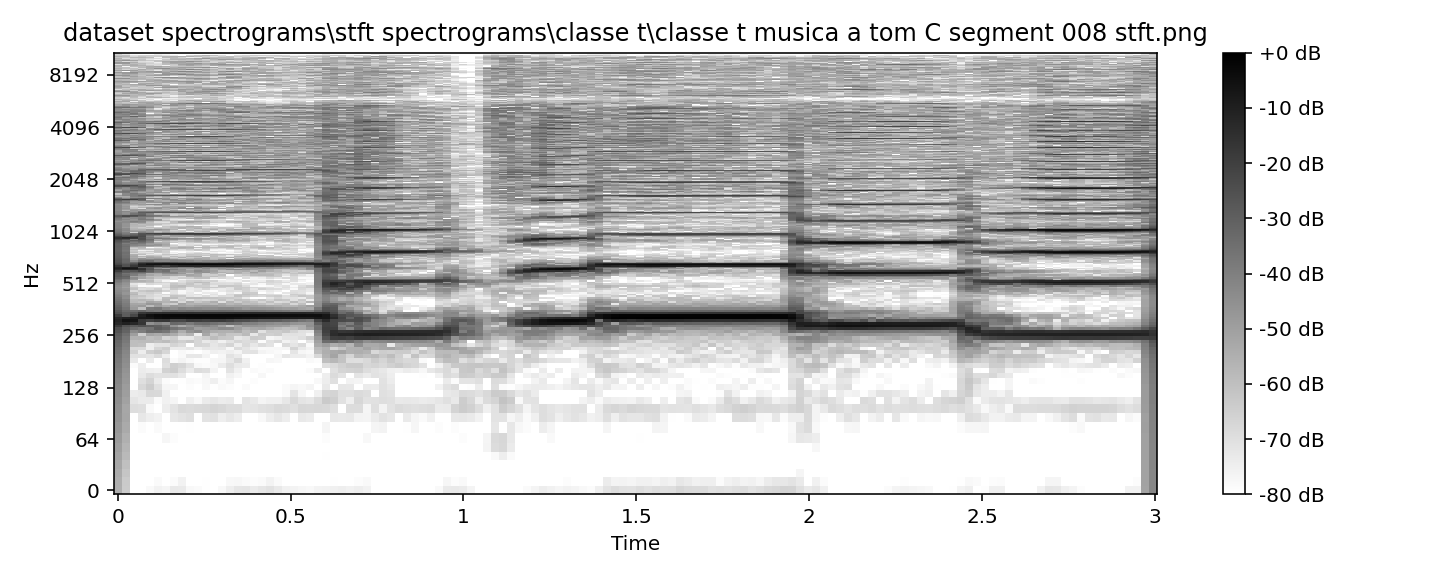 dataset spectrograms\stft spectrograms\classe t\classe t musica a tom C segment 008 stft.png
8192
4096
2048
1024
512
256
128
64
0
Hz
0
0.5
1
1.5
2
2.5
3
Time
+0 dB
-10 dB
-20 dB
-30 dB
-40 dB
-50 dB
-60 dB
-70 dB
-80 dB